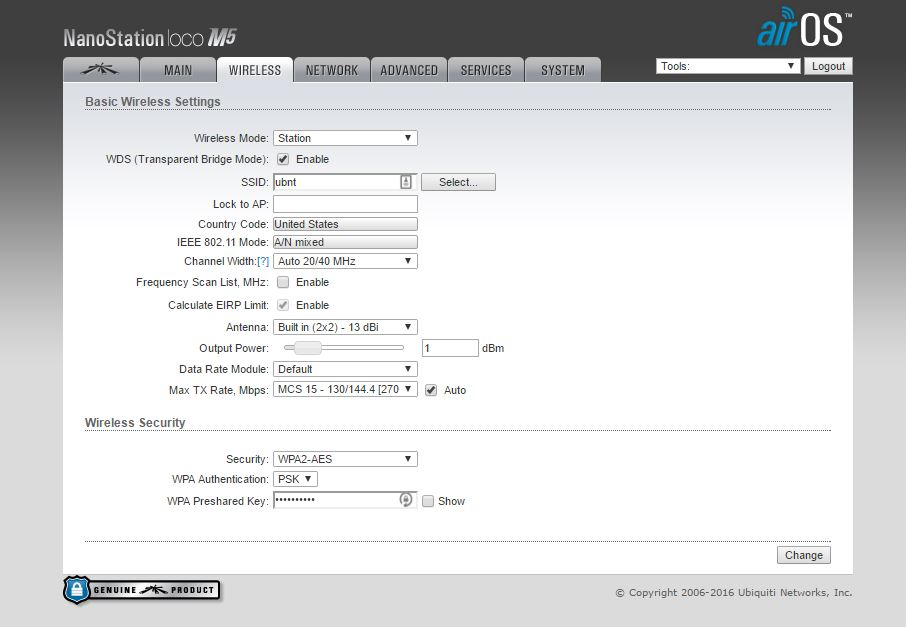 NanoStation loco M5
airOS™
MAIN WIRELESS NETWORK ADVANCED SERVICES SYSTEM Tools: Logout
Basic Wireless Settings
Wireless Mode: Station
WDS (Transparent Bridge Mode): Enable
SSID: ubnt Select...
Lock to AP:
Country Code: United States
IEEE 802.11 Mode: A/N mixed
Channel Width:[?] Auto 20/40 MHz
Frequency Scan List, MHz: Enable
Calculate EIRP Limit: Enable
Antenna: Built in (2x2) - 13 dBi
Output Power: 1 dBm
Data Rate Module: Default
Max TX Rate, Mbps: MCS 15 - 130/144.4 [270 Auto
Wireless Security
Security: WPA2-AES
WPA Authentication: PSK
WPA Preshared Key: •••••••••• Show
Change
GENUINE PRODUCT
© Copyright 2006-2016 Ubiquiti Networks, Inc.